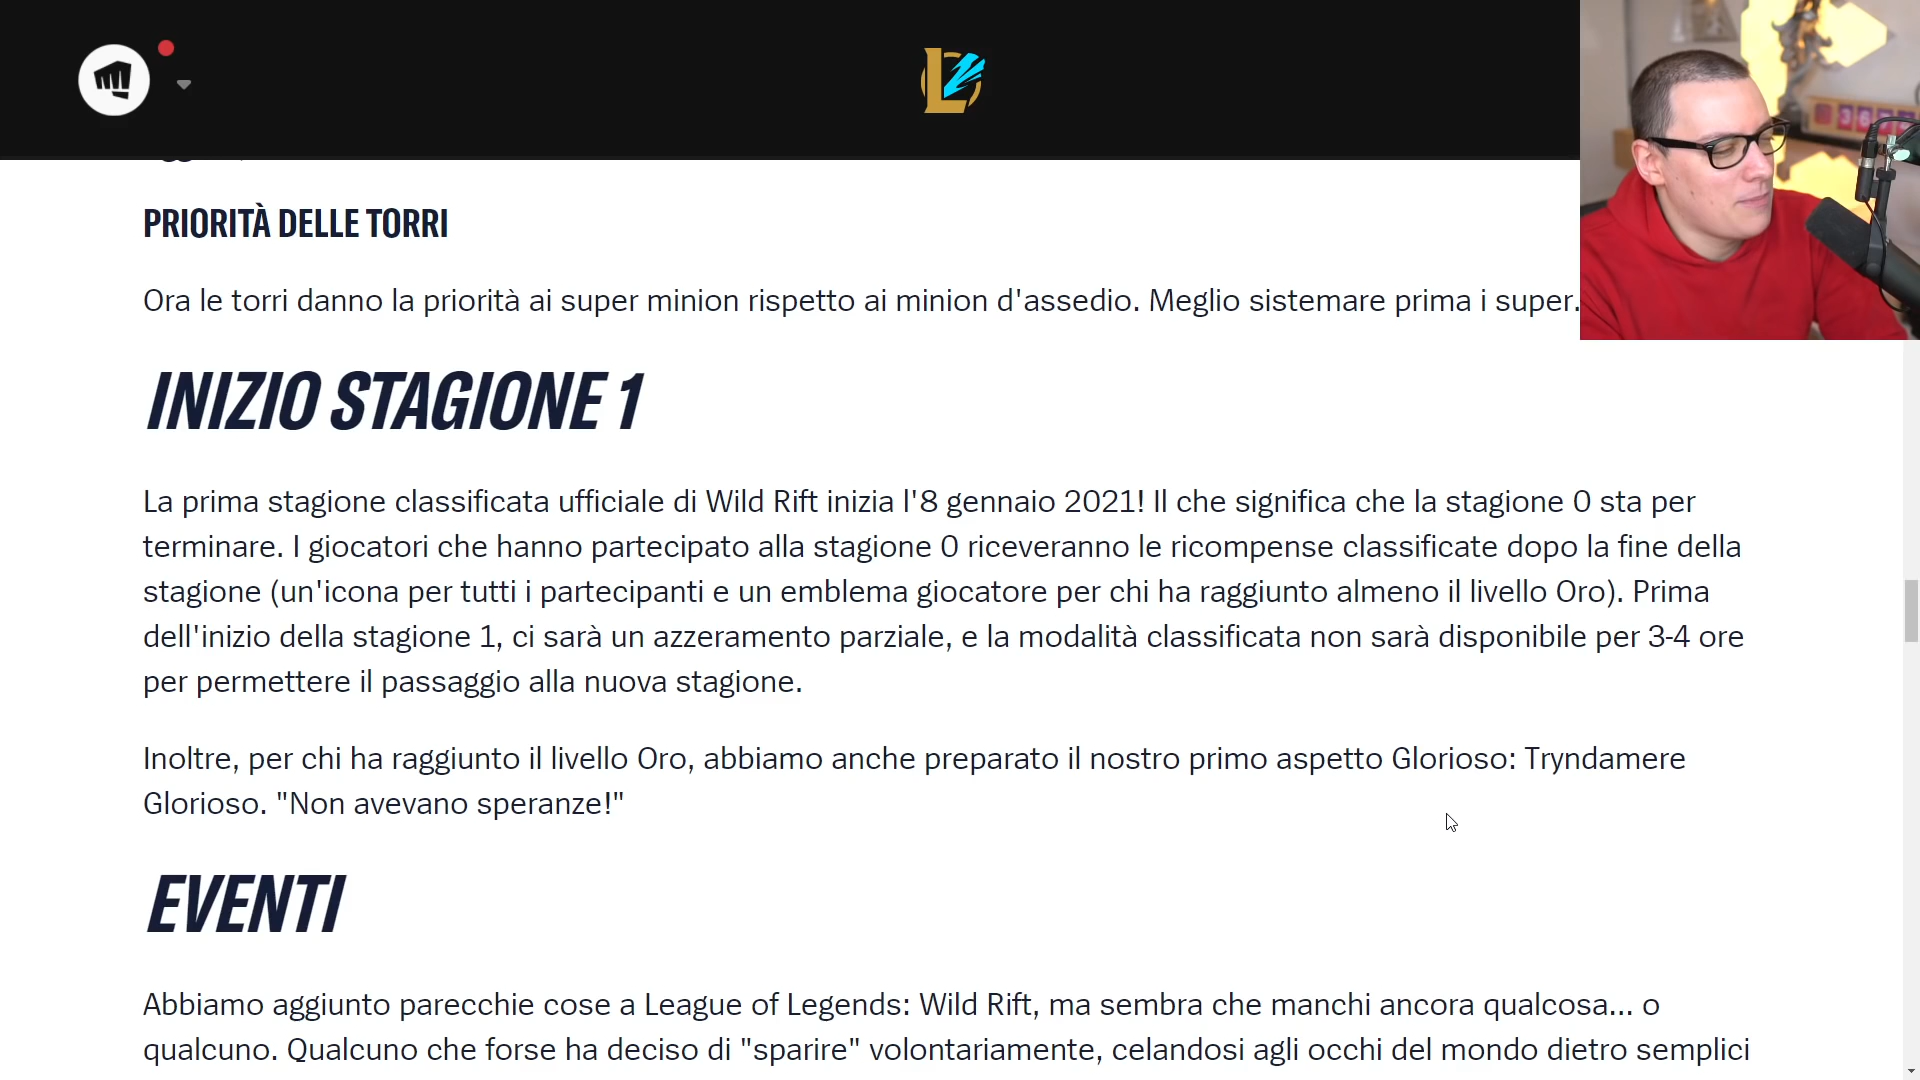 PRIORITÀ DELLE TORRI
Ora le torri danno la priorità ai super minion rispetto ai minion d'assedio. Meglio sistemare prima i super.
INIZIO STAGIONE 1
La prima stagione classificata ufficiale di Wild Rift inizia l'8 gennaio 2021! Il che significa che la stagione 0 sta per
terminare. I giocatori che hanno partecipato alla stagione 0 riceveranno le ricompense classificate dopo la fine della
stagione (un'icona per tutti i partecipanti e un emblema giocatore per chi ha raggiunto almeno il livello Oro). Prima
dell'inizio della stagione 1, ci sarà un azzeramento parziale, e la modalità classificata non sarà disponibile per 3-4 ore
per permettere il passaggio alla nuova stagione.
Inoltre, per chi ha raggiunto il livello Oro, abbiamo anche preparato il nostro primo aspetto Glorioso: Tryndamere
Glorioso. "Non avevano speranze!"
EVENTI
Abbiamo aggiunto parecchie cose a League of Legends: Wild Rift, ma sembra che manchi ancora qualcosa... o
qualcuno. Qualcuno che forse ha deciso di "sparire" volontariamente, celandosi agli occhi del mondo dietro semplici